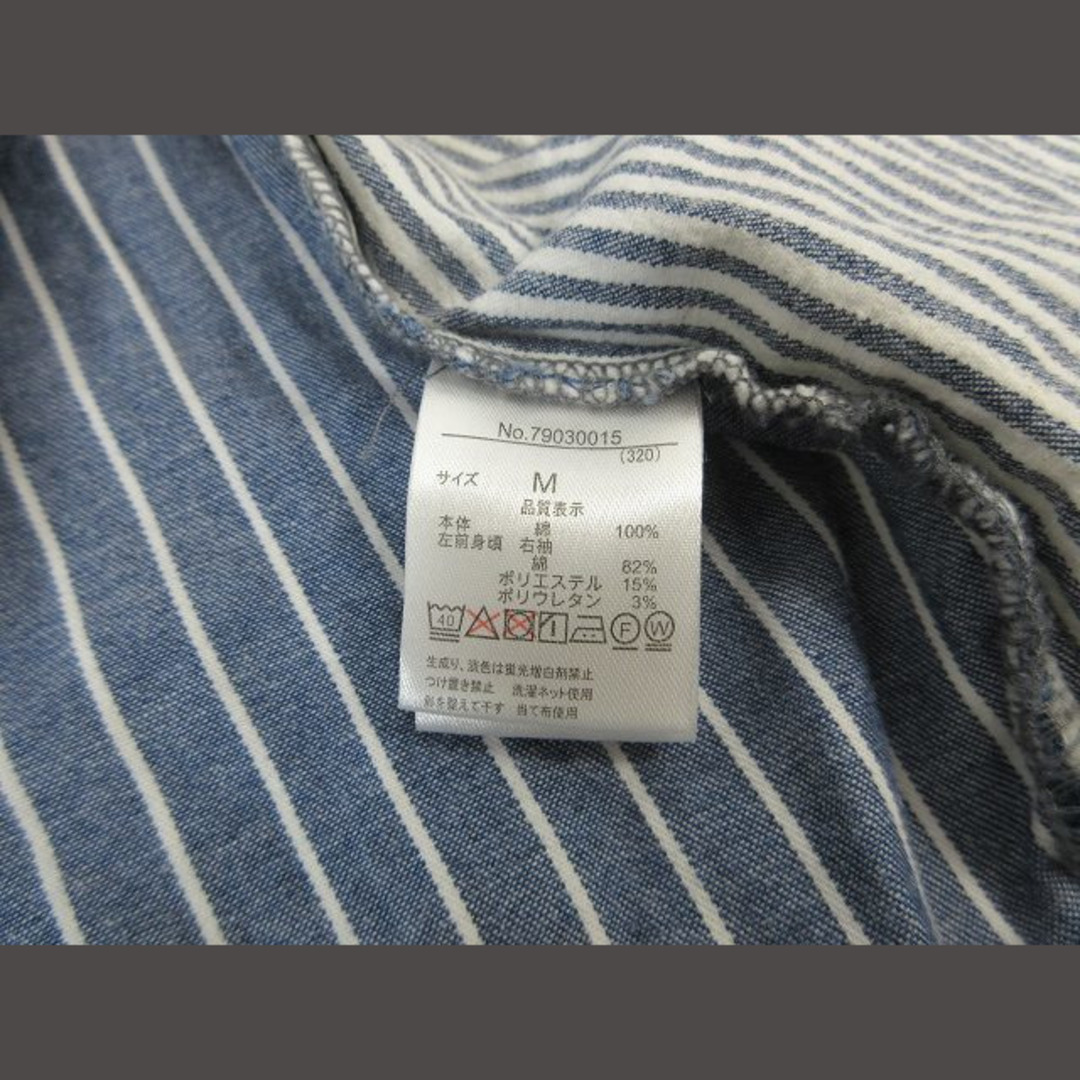 No.79030015
(320)
サイズ M
品質表示
本体 綿 100%
左前身頃 右袖
綿 82%
ポリエステル 15%
ポリウレタン 3%
40 F W
生成り、淡色は蛍光増白剤禁止
つけ置き禁止 洗濯ネット使用
形を整えて干す 当て布使用